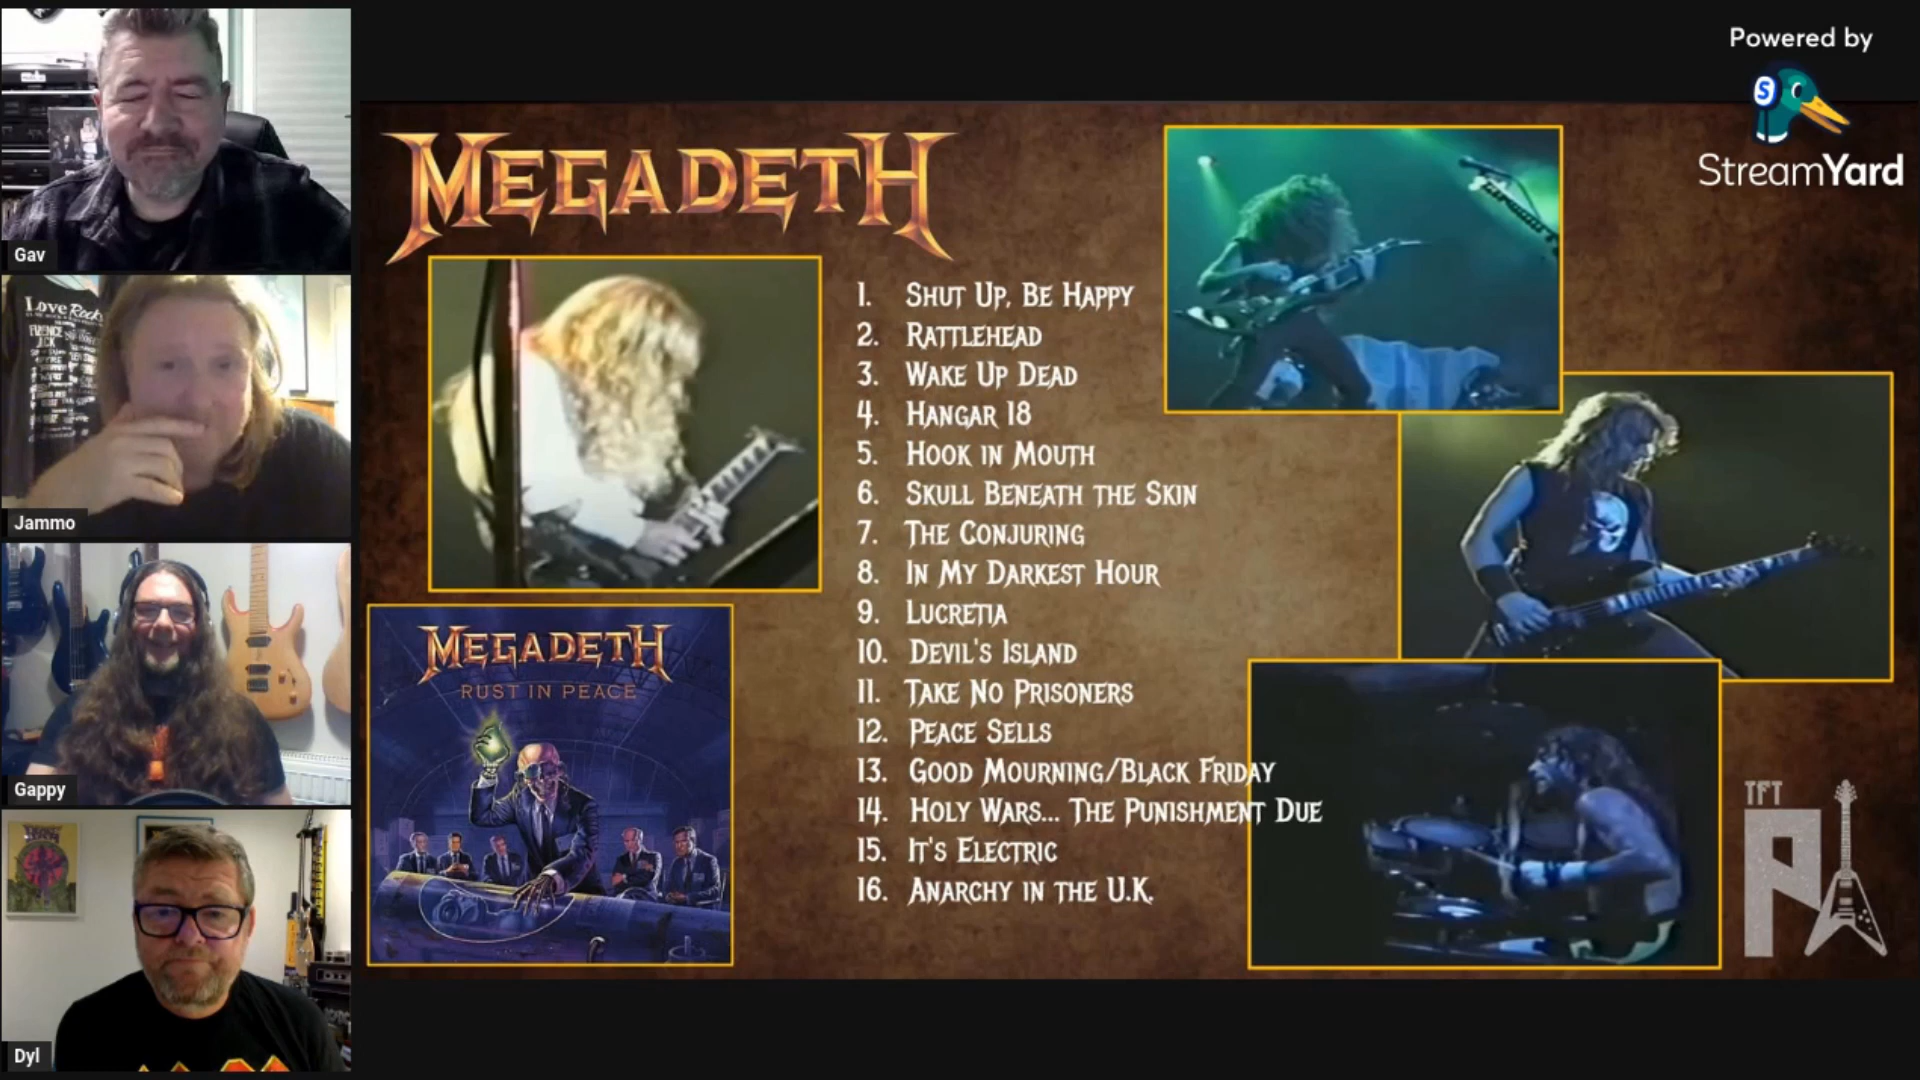 Powered by
StreamYard
Gav
Love Rocks
Jammo
Gappy
Dyl
MEGADETH
1. SHUT UP, BE HAPPY
2. RATTLEHEAD
3. WAKE UP DEAD
4. HANGAR 18
5. HOOK IN MOUTH
6. SKULL BENEATH THE SKIN
7. THE CONJURING
8. IN MY DARKEST HOUR
9. LUCRETIA
10. DEVIL'S ISLAND
11. TAKE NO PRISONERS
12. PEACE SELLS
13. GOOD MOURNING/BLACK FRIDAY
14. HOLY WARS... THE PUNISHMENT DUE
15. IT'S ELECTRIC
16. ANARCHY IN THE U.K.
MEGADETH
RUST IN PEACE
TFT